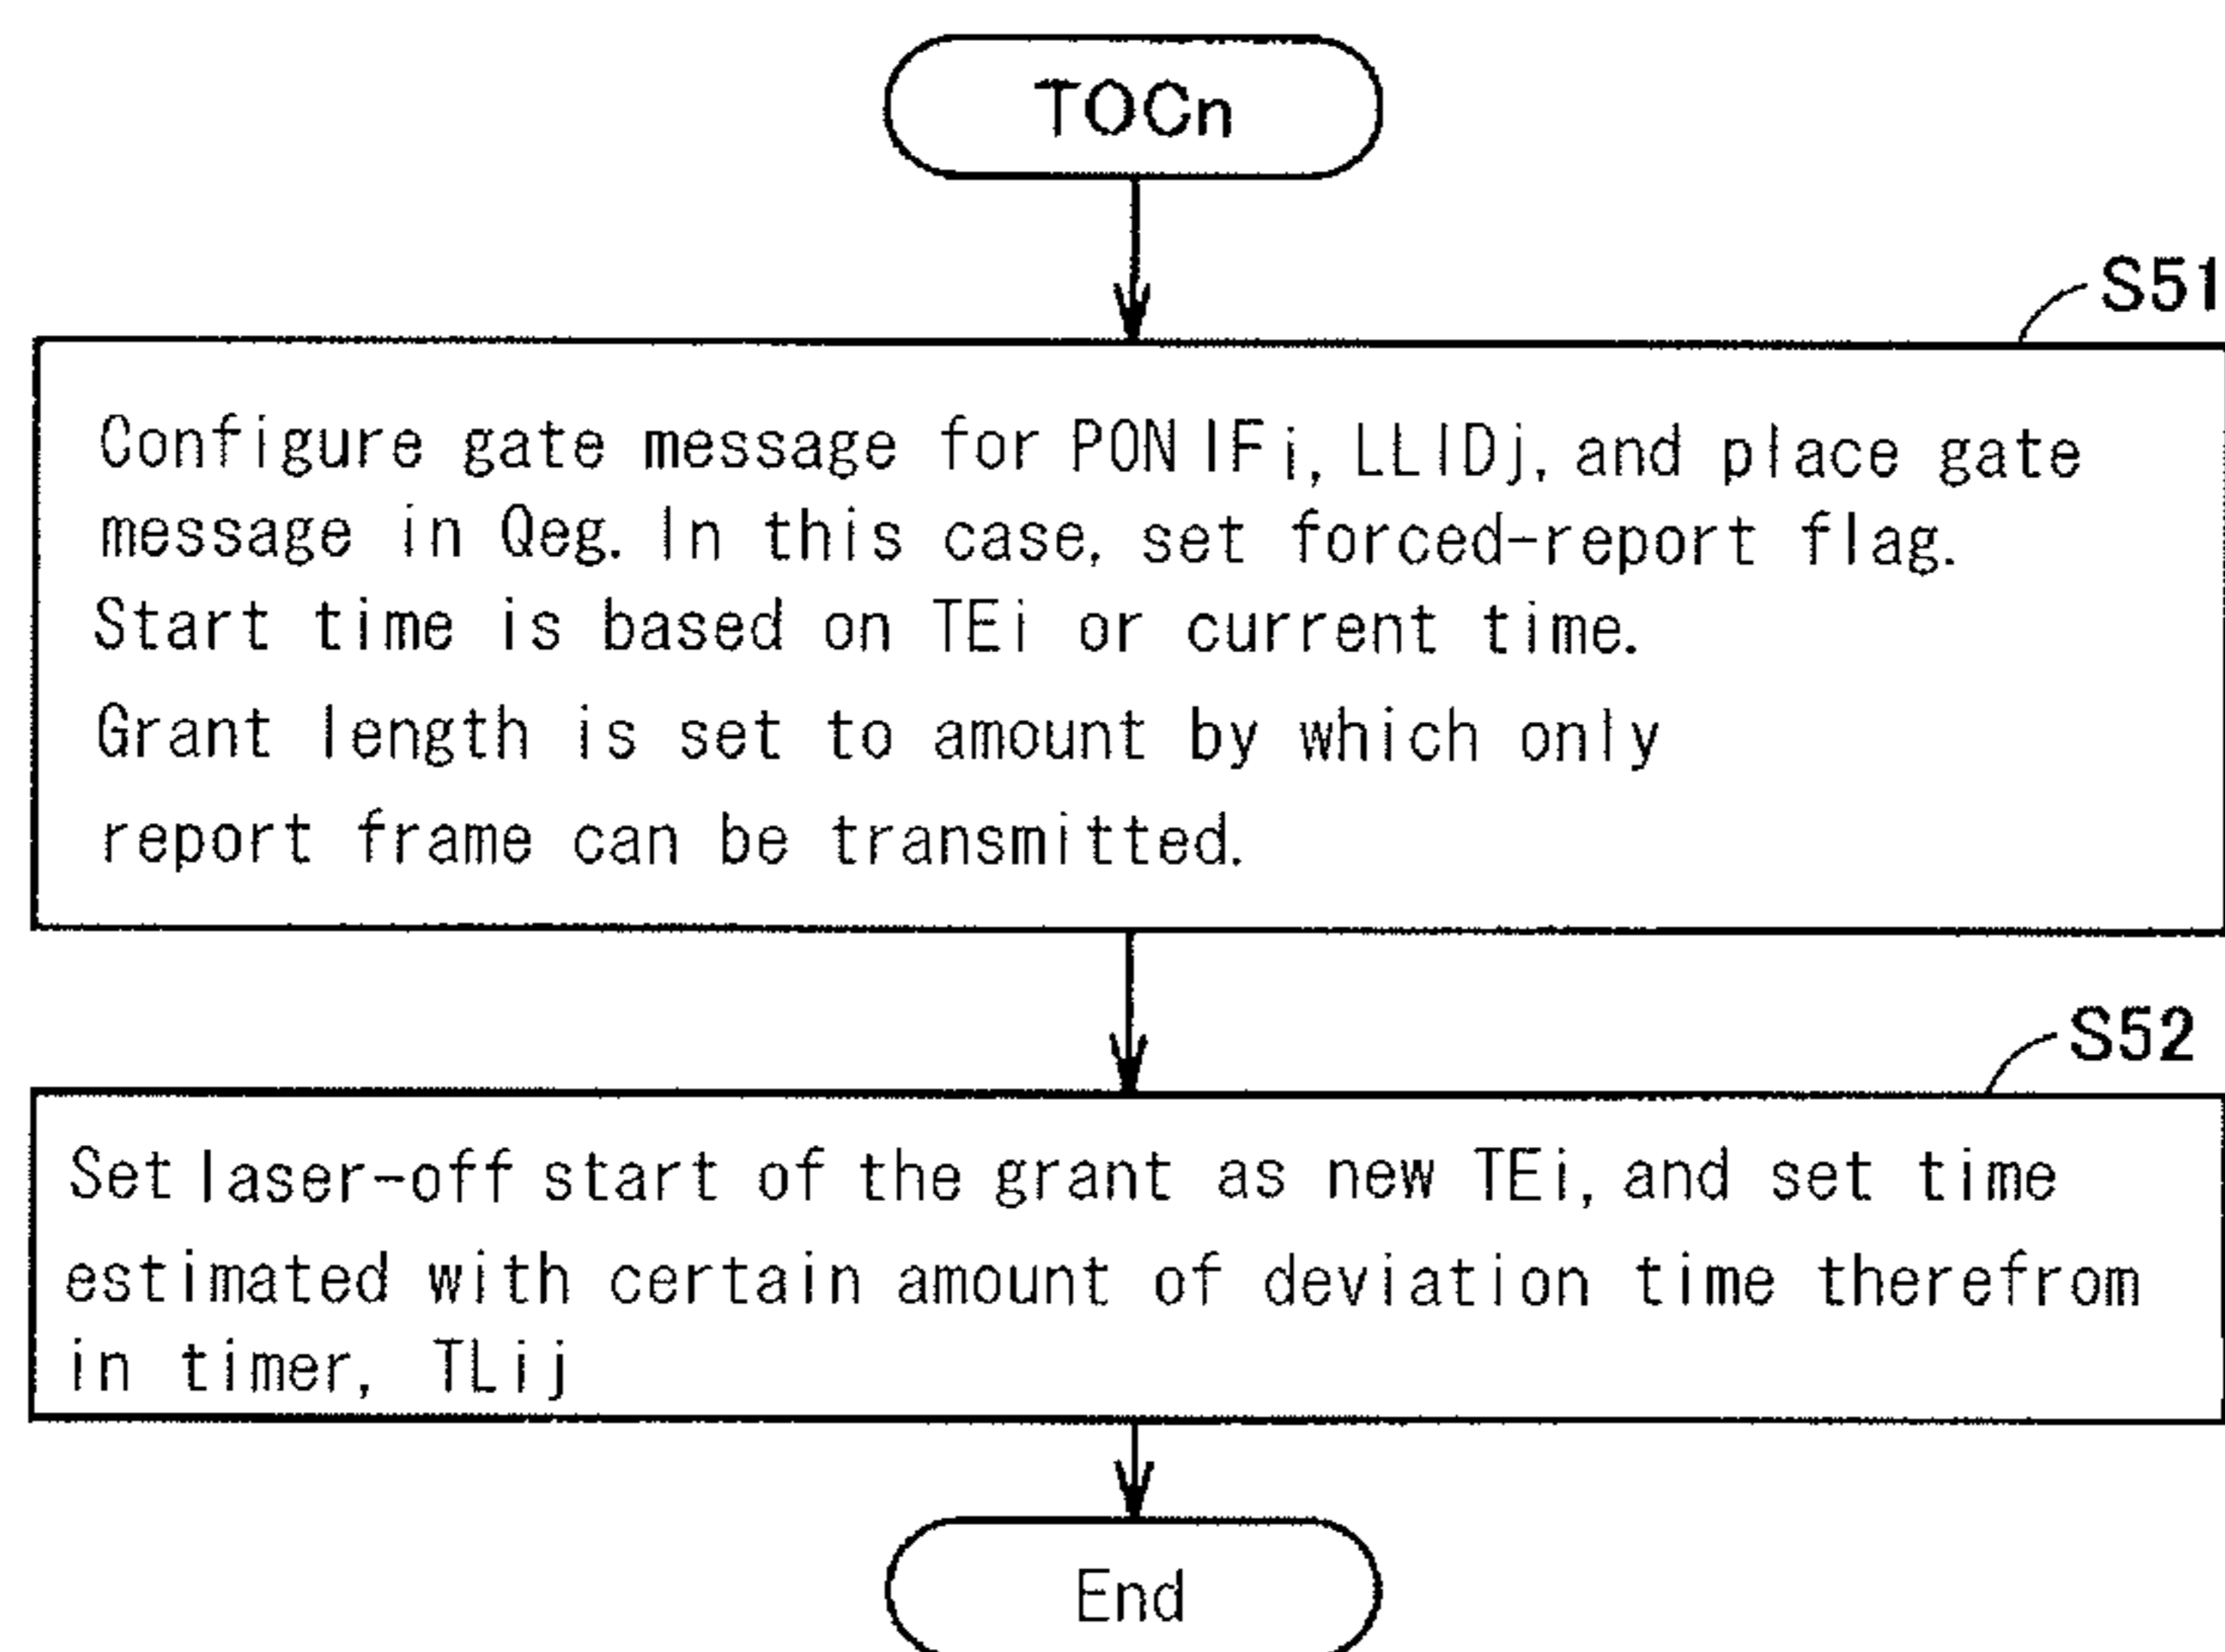 TOCn
S51
Configure gate message for PONIFi, LLIDj, and place gate
message in Qeg. In this case, set forced-report flag.
Start time is based on TEi or current time.
Grant length is set to amount by which only
report frame can be transmitted.
S52
Set laser-off start of the grant as new TEi, and set time
estimated with certain amount of deviation time therefrom
in timer, TLij
End